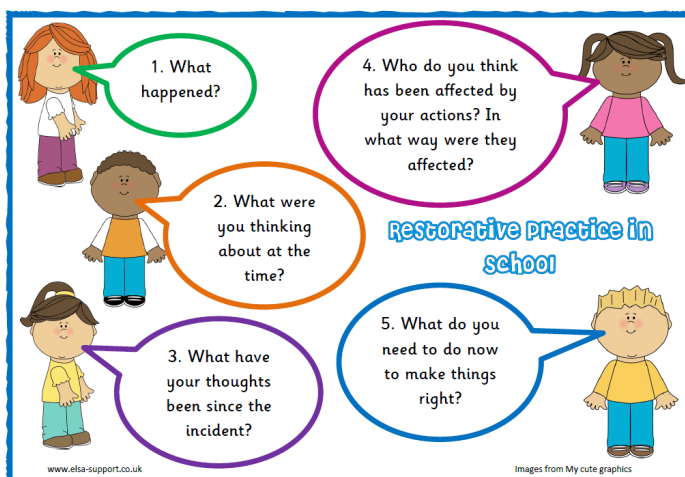 1. What
happened?
2. What were
you thinking
about at the
time?
3. What have
your thoughts
been since the
incident?
4. Who do you think
has been affected by
your actions? In
what way were they
affected?
Restorative Practice in
school
5. What do you
need to do now
to make things
right?
www.elsa-support.co.uk
Images from My cute graphics